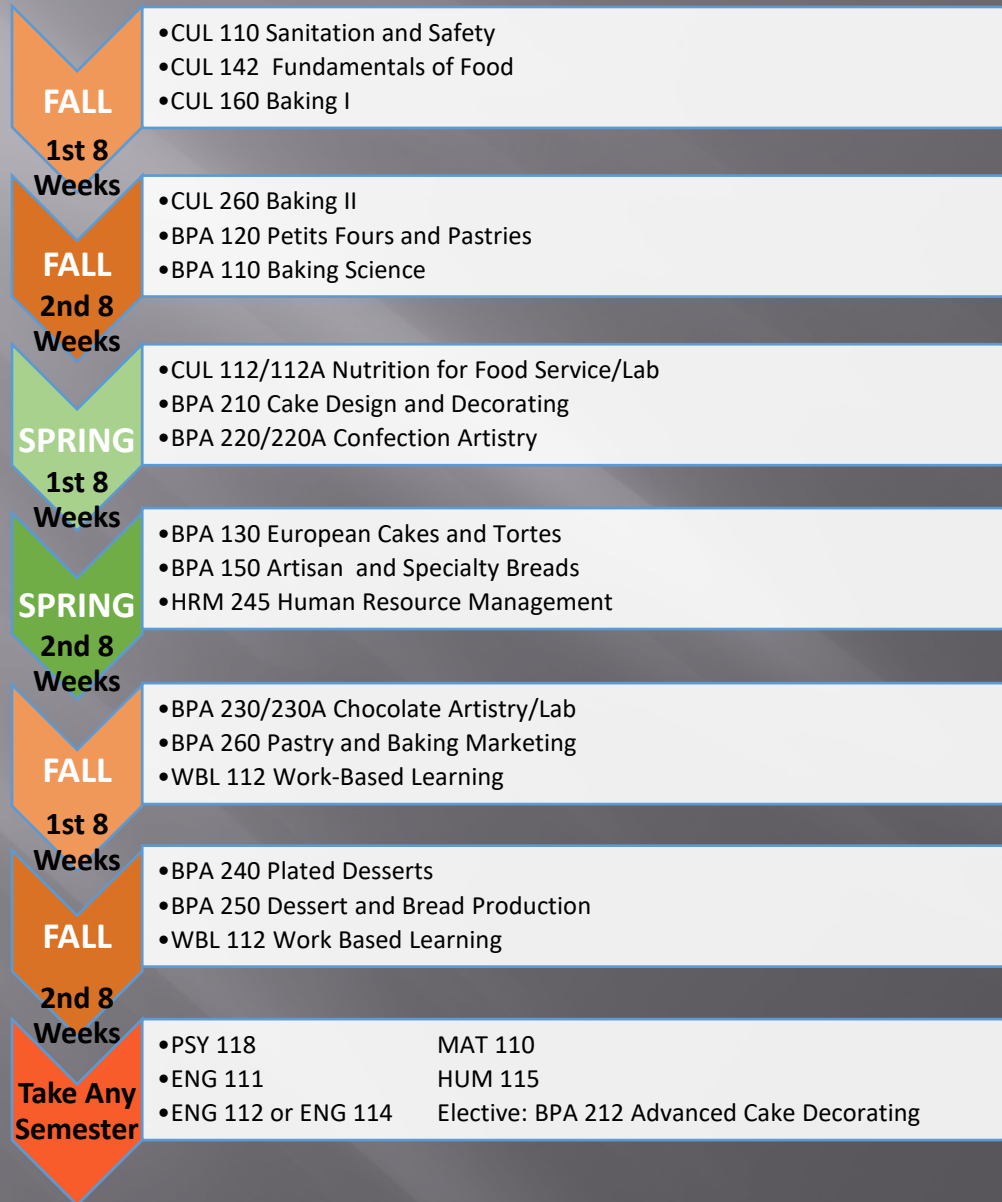 •CUL 110 Sanitation and Safety
•CUL 142  Fundamentals of Food
•CUL 160 Baking I
FALL
1st 8
Weeks
•CUL 260 Baking II
•BPA 120 Petits Fours and Pastries
•BPA 110 Baking Science
FALL
2nd 8
Weeks
•CUL 112/112A Nutrition for Food Service/Lab
•BPA 210 Cake Design and Decorating
•BPA 220/220A Confection Artistry
SPRING
1st 8
Weeks
•BPA 130 European Cakes and Tortes
•BPA 150 Artisan  and Specialty Breads
•HRM 245 Human Resource Management
SPRING
2nd 8
Weeks
•BPA 230/230A Chocolate Artistry/Lab
•BPA 260 Pastry and Baking Marketing
•WBL 112 Work-Based Learning
FALL
1st 8
Weeks
•BPA 240 Plated Desserts
•BPA 250 Dessert and Bread Production
•WBL 112 Work Based Learning
FALL
2nd 8
Weeks
•PSY 118 MAT 110
•ENG 111 HUM 115
•ENG 112 or ENG 114 Elective: BPA 212 Advanced Cake Decorating
Take Any
Semester